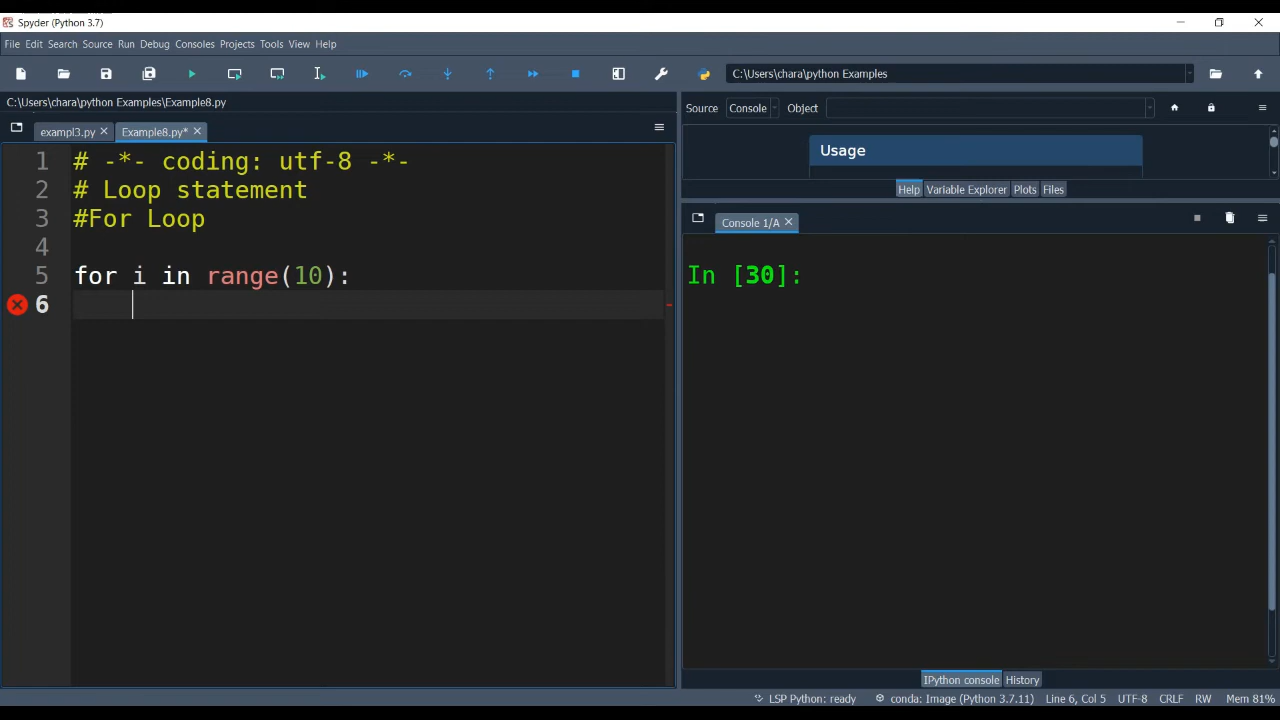 Spyder (Python 3.7)
File Edit Search Source Run Debug Consoles Projects Tools View Help
C:\Users\chara\python Examples
C:\Users\chara\python Examples\Example8.py
Source Console Object
exampl3.py Example8.py*
Usage
1 # -*- coding: utf-8 -*-
2 # Loop statement
3 #For Loop
4
5 for i in range(10):
6
Help Variable Explorer Plots Files
Console 1/A
In [30]:
IPython console History
LSP Python: ready conda: Image (Python 3.7.11) Line 6, Col 5 UTF-8 CRLF RW Mem 81%